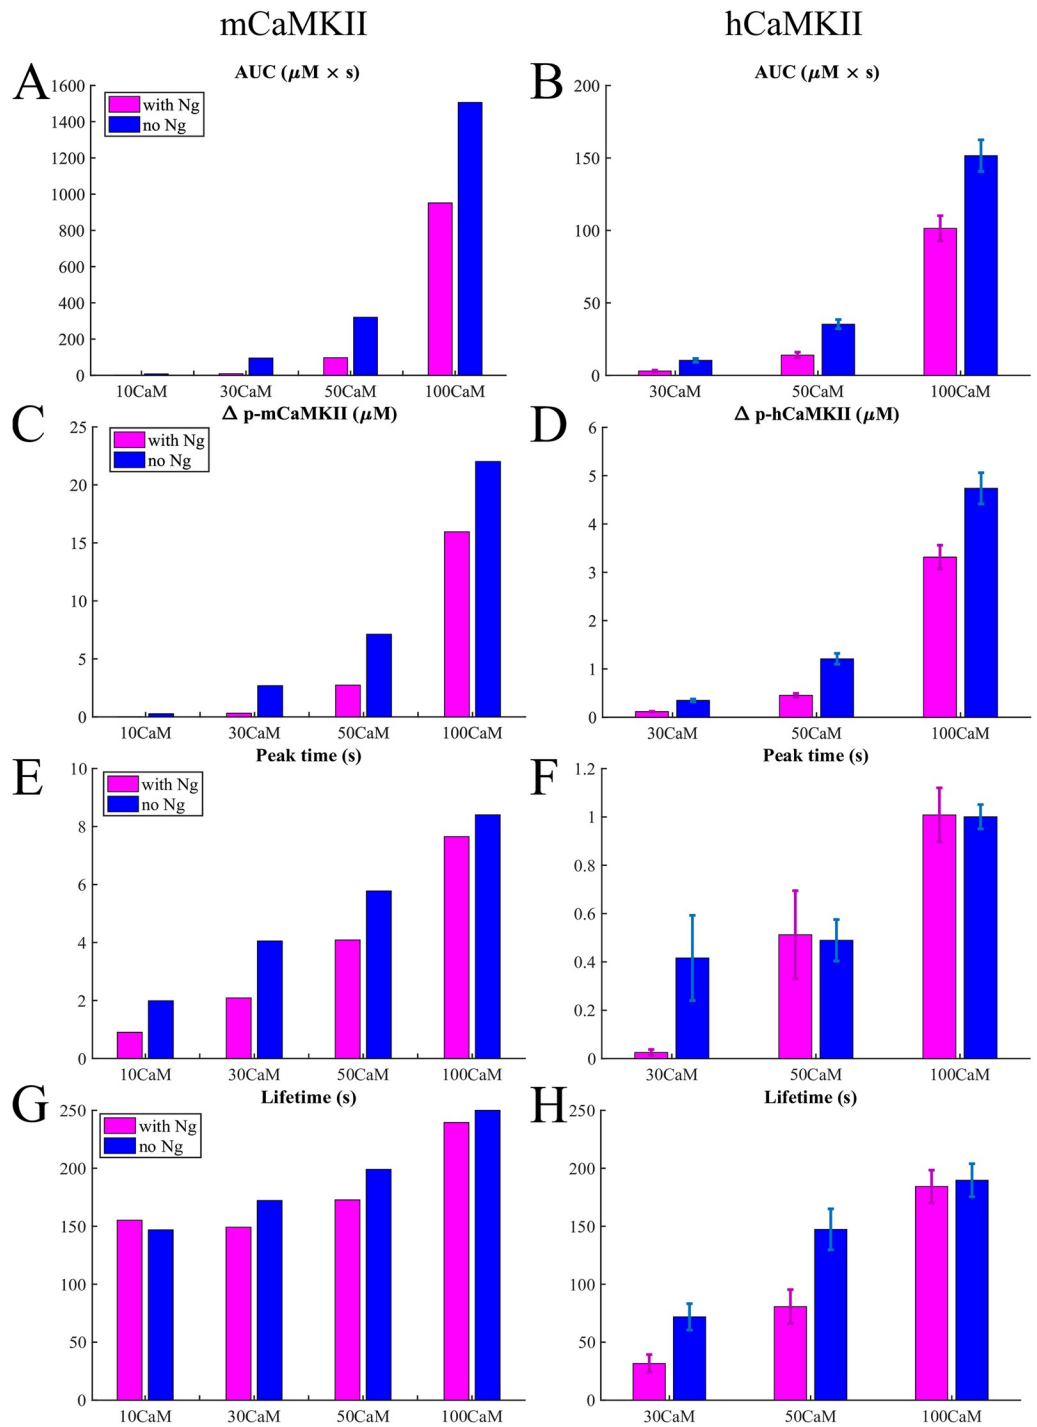 mCaMKII
hCaMKII
A
AUC (μM × s)
1600
1400
1200
1000
800
600
400
200
0
with Ng
no Ng
10CaM 30CaM 50CaM 100CaM
B
AUC (μM × s)
200
150
100
50
0
30CaM 50CaM 100CaM
C
Δ p-mCaMKII (μM)
25
20
15
10
5
0
with Ng
no Ng
10CaM 30CaM 50CaM 100CaM
D
Δ p-hCaMKII (μM)
6
5
4
3
2
1
0
30CaM 50CaM 100CaM
E
Peak time (s)
10
8
6
4
2
0
with Ng
no Ng
10CaM 30CaM 50CaM 100CaM
F
Peak time (s)
1.2
1
0.8
0.6
0.4
0.2
0
30CaM 50CaM 100CaM
G
Lifetime (s)
250
200
150
100
50
0
with Ng
no Ng
10CaM 30CaM 50CaM 100CaM
H
Lifetime (s)
250
200
150
100
50
0
30CaM 50CaM 100CaM